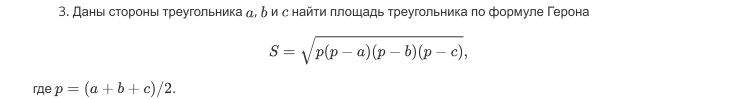 3. Даны стороны треугольника a, b и c найти площадь треугольника по формуле Герона
S = √p(p − a)(p − b)(p − c),
где p = (a + b + c)/2.